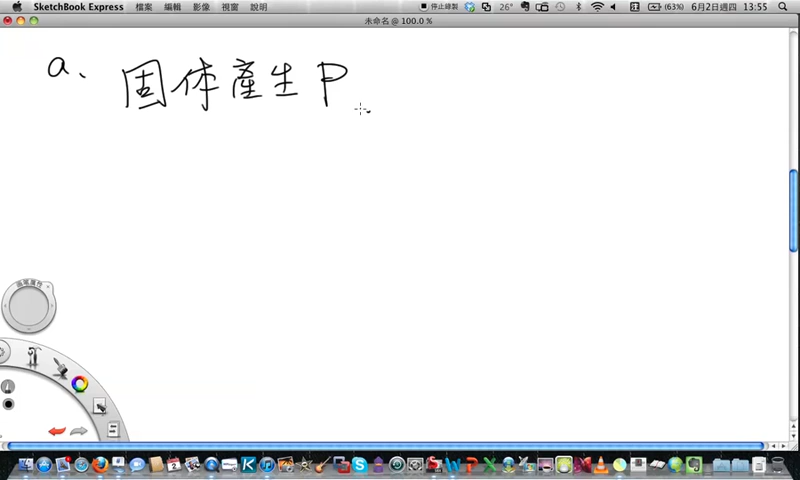 SketchBook Express 檔案 編輯 影像 視窗 說明 停止錄製 26° (63%) 6月2日週四 13:55
未命名 @ 100.0 %
a、 固体產生 P